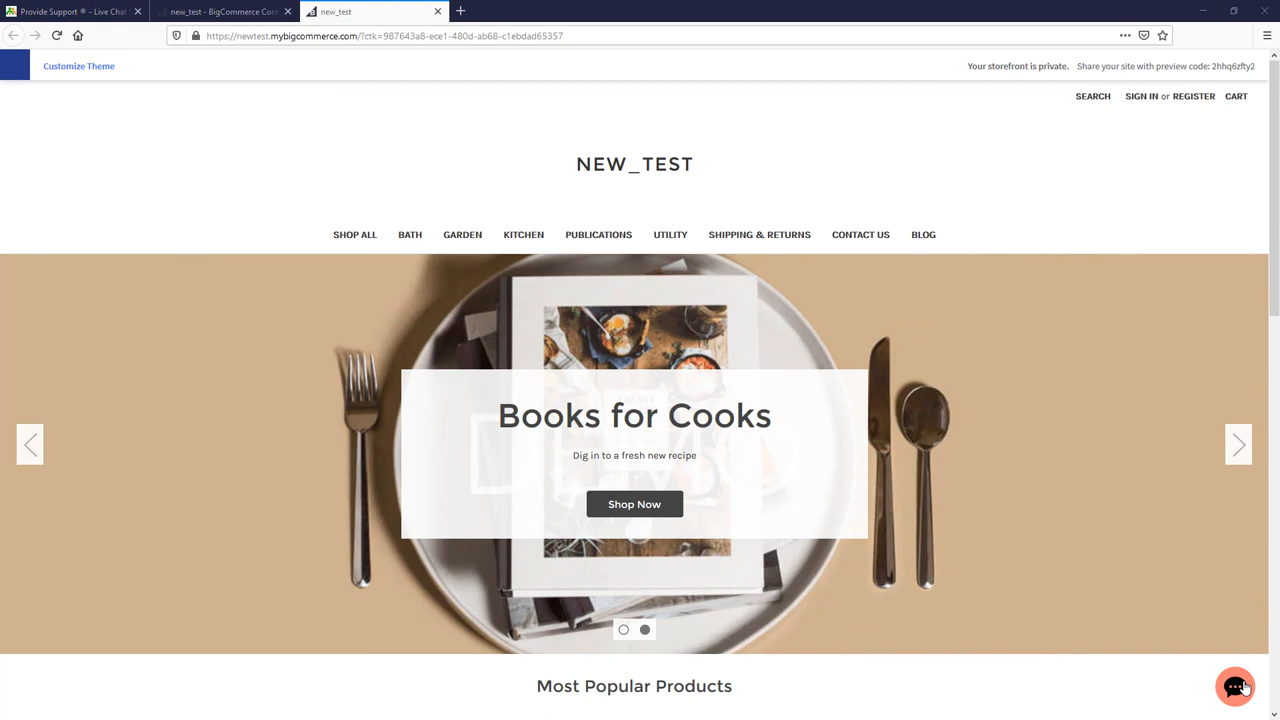 Provide Support ® - Live Chat
new_test - BigCommerce Con
new_test
https://newtest.mybigcommerce.com/?ctk=987643a8-ece1-480d-ab68-c1ebdad65357
Customize Theme
Your storefront is private. Share your site with preview code: 2hhq6zfty2
SEARCH SIGN IN or REGISTER CART
NEW_TEST
SHOP ALL BATH GARDEN KITCHEN PUBLICATIONS UTILITY SHIPPING & RETURNS CONTACT US BLOG
Books for Cooks
Dig in to a fresh new recipe
Shop Now
Most Popular Products